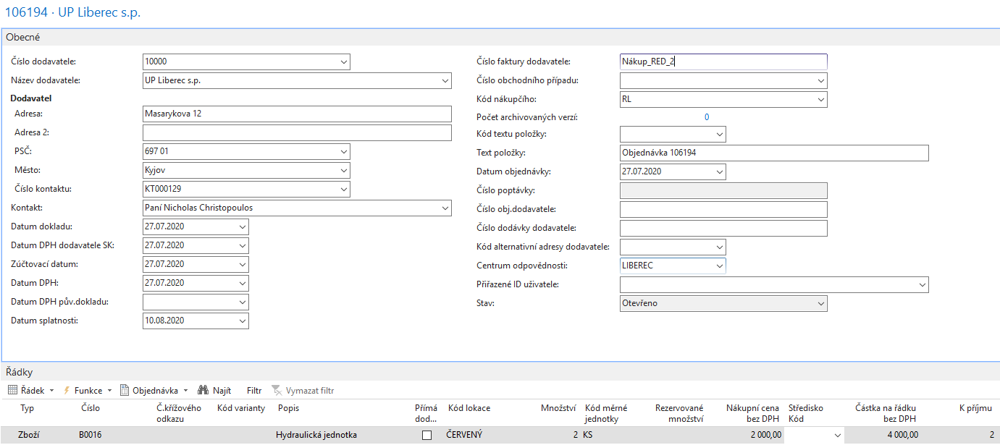 106194 · UP Liberec s.p.
Obecné
Číslo dodavatele: 10000
Název dodavatele: UP Liberec s.p.
Dodavatel
Adresa: Masarykova 12
Adresa 2:
PSČ: 697 01
Město: Kyjov
Číslo kontaktu: KT000129
Kontakt: Paní Nicholas Christopoulos
Datum dokladu: 27.07.2020
Datum DPH dodavatele SK: 27.07.2020
Zúčtovací datum: 27.07.2020
Datum DPH: 27.07.2020
Datum DPH pův.dokladu:
Datum splatnosti: 10.08.2020
Číslo faktury dodavatele: Nákup_RED_2
Číslo obchodního případu:
Kód nákupčího: RL
Počet archivovaných verzí: 0
Kód textu položky:
Text položky: Objednávka 106194
Datum objednávky: 27.07.2020
Číslo poptávky:
Číslo obj.dodavatele:
Číslo dodávky dodavatele:
Kód alternativní adresy dodavatele:
Centrum odpovědnosti: LIBEREC
Přiřazené ID uživatele:
Stav: Otevřeno
Řádky
Řádek Funkce Objednávka Najít Filtr Vymazat filtr
Typ Číslo Č.křížového Kód varianty Popis Přímá Kód lokace Množství Kód měrné Rezervované Nákupní cena Středisko Částka na řádku K příjmu
odkazu dod... jednotky množství bez DPH Kód bez DPH
Zboží B0016 Hydraulická jednotka ČERVENÝ 2 KS 2 000,00 4 000,00 2